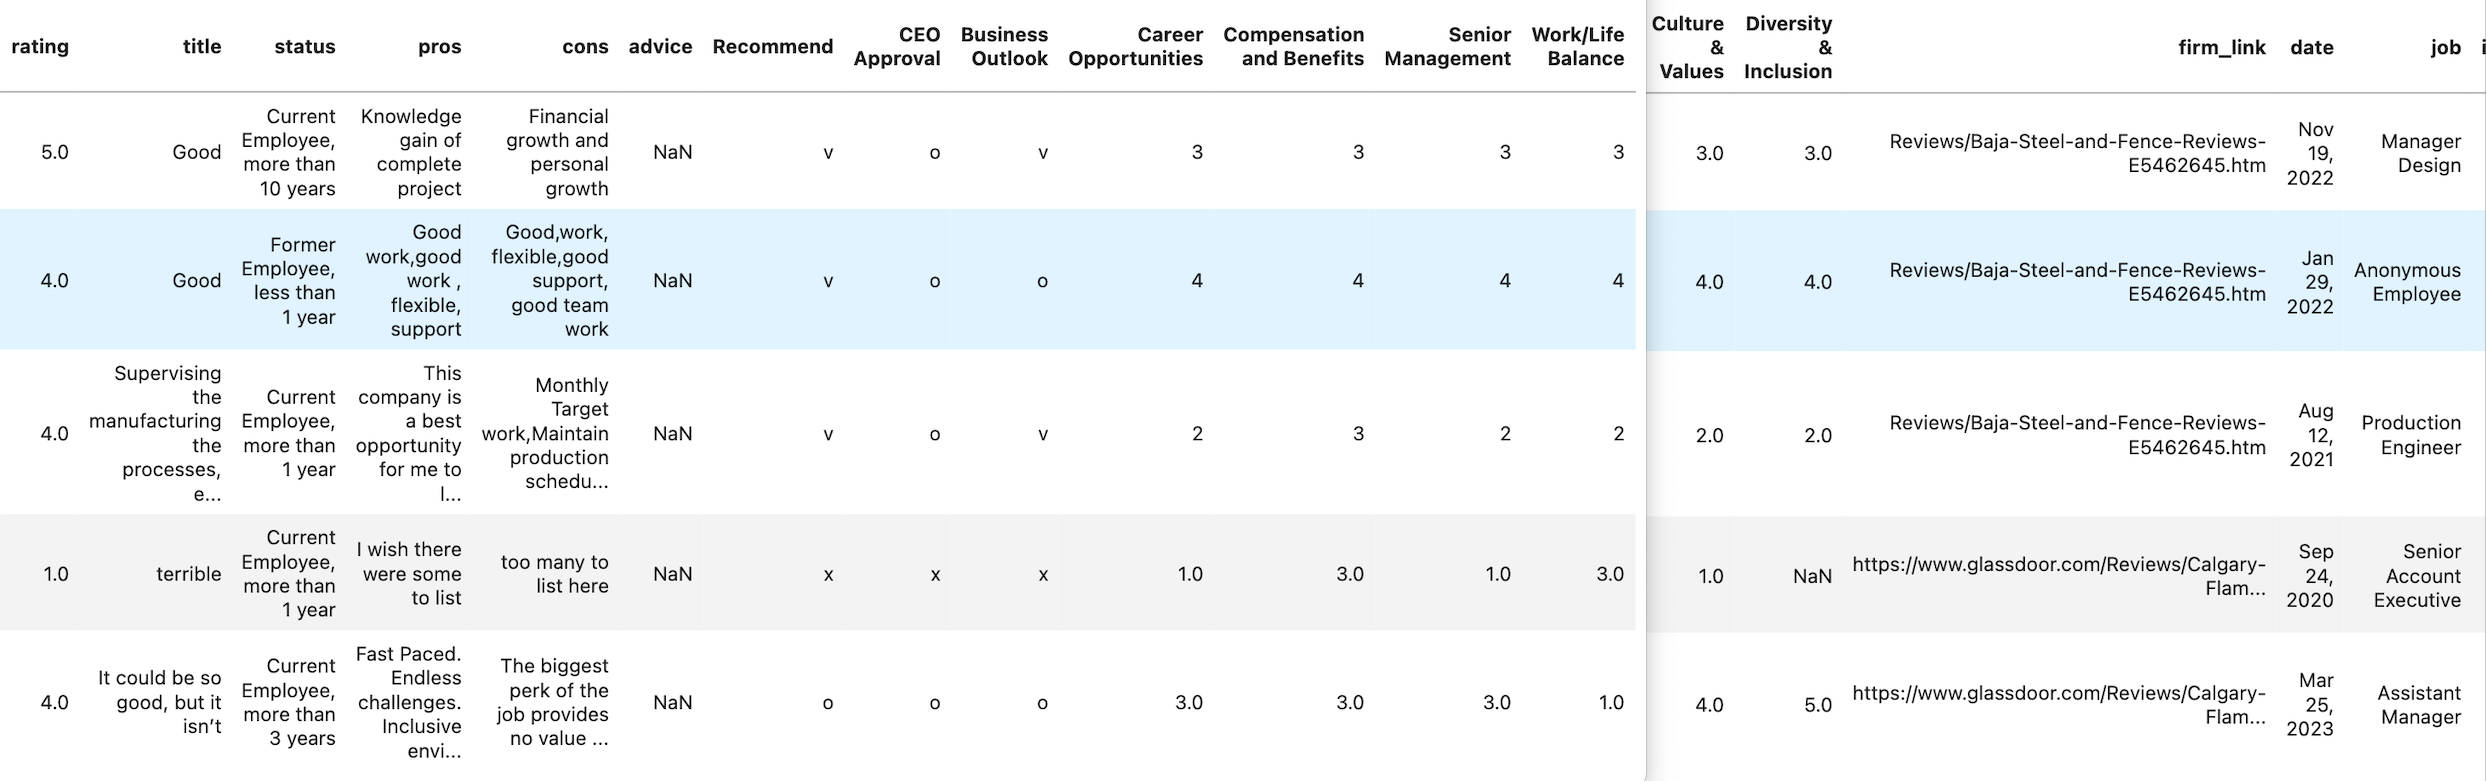 rating title status pros cons advice Recommend CEO Approval Business Outlook Career Opportunities Compensation and Benefits Senior Management Work/Life Balance Culture & Values Diversity & Inclusion firm_link date job
5.0 Good Current Employee, more than 10 years Knowledge gain of complete project Financial growth and personal growth NaN v o v 3 3 3 3 3.0 3.0 Reviews/Baja-Steel-and-Fence-Reviews-E5462645.htm Nov 19, 2022 Manager Design
4.0 Good Former Employee, less than 1 year Good work,good work , flexible, support Good,work, flexible,good support, good team work NaN v o o 4 4 4 4 4.0 4.0 Reviews/Baja-Steel-and-Fence-Reviews-E5462645.htm Jan 29, 2022 Anonymous Employee
4.0 Supervising the manufacturing the processes, e... Current Employee, more than 1 year This company is a best opportunity for me to l... Monthly Target work,Maintain production schedu... NaN v o v 2 3 2 2 2.0 2.0 Reviews/Baja-Steel-and-Fence-Reviews-E5462645.htm Aug 12, 2021 Production Engineer
1.0 terrible Current Employee, more than 1 year I wish there were some to list too many to list here NaN x x x 1.0 3.0 1.0 3.0 1.0 NaN https://www.glassdoor.com/Reviews/Calgary-Flam... Sep 24, 2020 Senior Account Executive
4.0 It could be so good, but it isn’t Current Employee, more than 3 years Fast Paced. Endless challenges. Inclusive envi... The biggest perk of the job provides no value ... NaN o o o 3.0 3.0 3.0 1.0 4.0 5.0 https://www.glassdoor.com/Reviews/Calgary-Flam... Mar 25, 2023 Assistant Manager